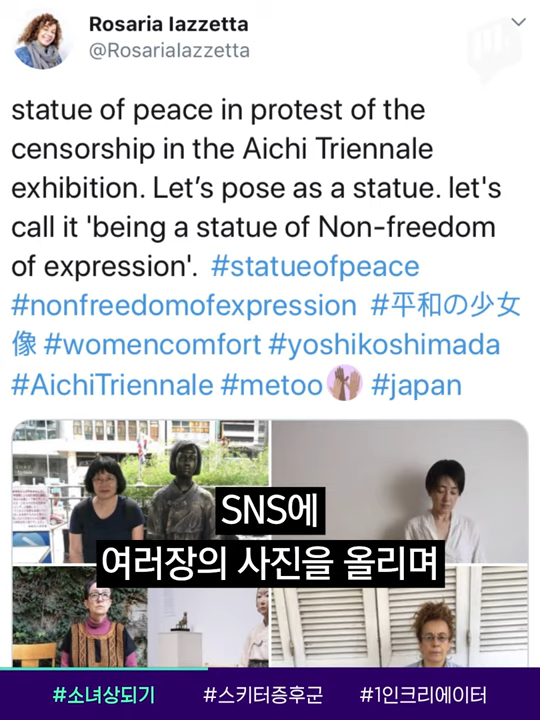 Rosaria Iazzetta
@RosariaIazzetta
statue of peace in protest of the
censorship in the Aichi Triennale
exhibition. Let’s pose as a statue. let's
call it 'being a statue of Non-freedom
of expression'. #statueofpeace
#nonfreedomofexpression #平和の少女
像 #womencomfort #yoshikoshimada
#AichiTriennale #metoo #japan
SNS에
여러장의 사진을 올리며
#소녀상되기 #스키터증후군 #1인크리에이터